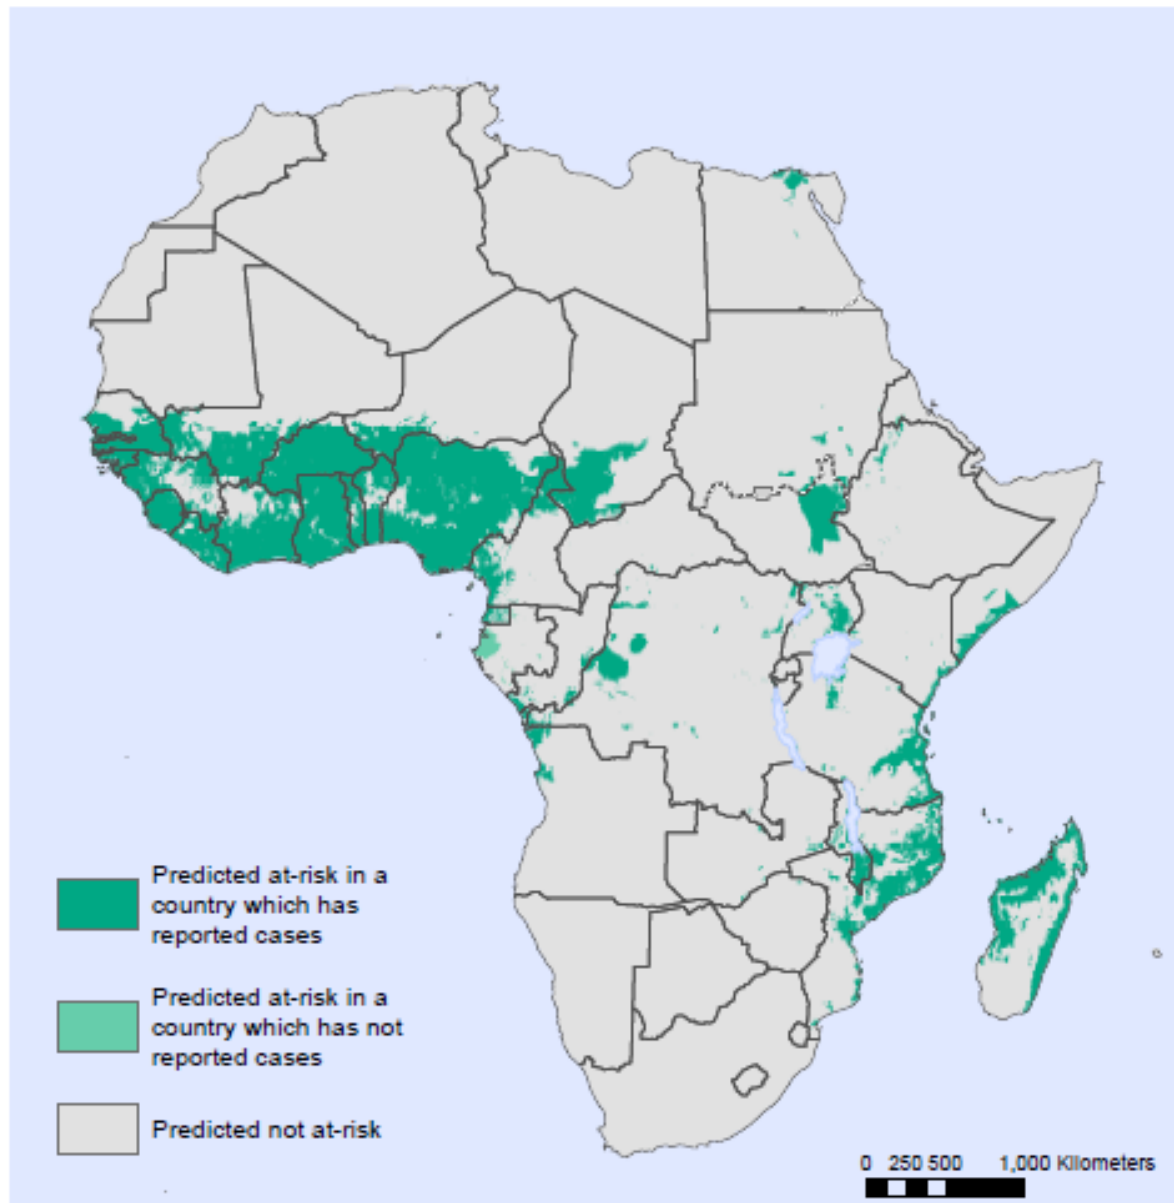 Predicted at-risk in a
country which has
reported cases
Predicted at-risk in a
country which has not
reported cases
Predicted not at-risk
0 250 500 1,000 Kilometers